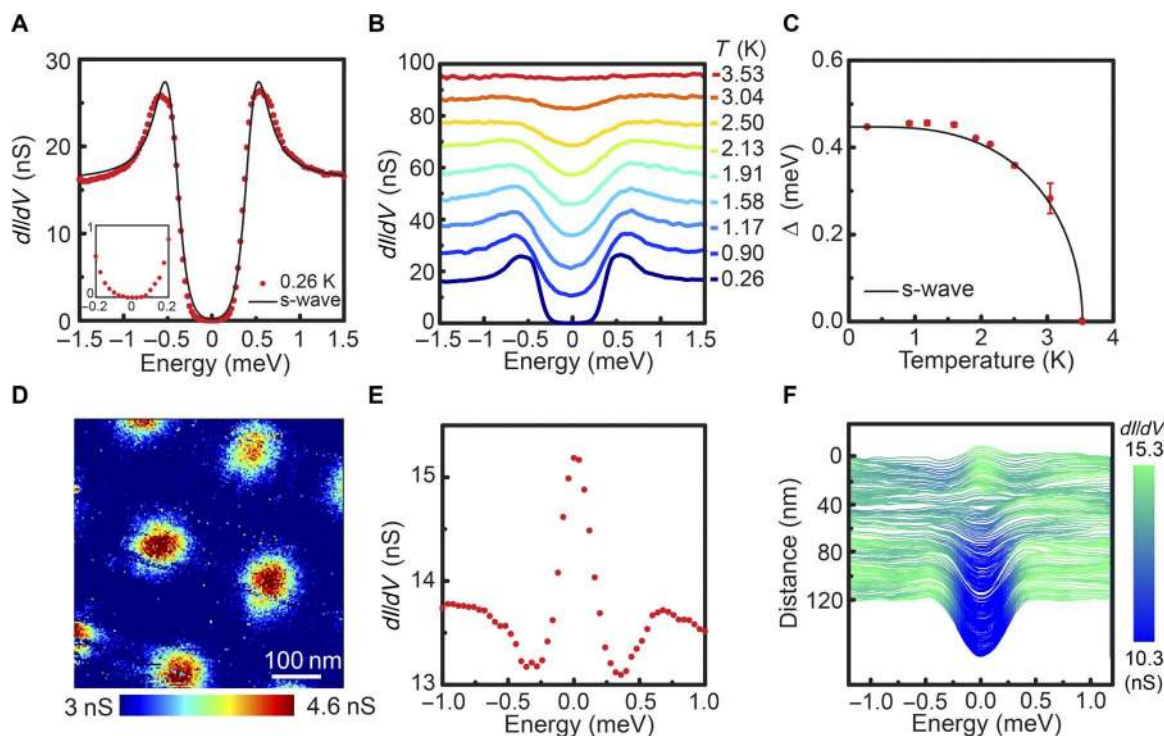 A
30
20
10
0
dI/dV (nS)
1
0
−0.2
0
0.2
0.26 K
s-wave
−1.5
−1.0
−0.5
0
0.5
1.0
1.5
Energy (meV)
B
T (K)
100
80
60
40
20
0
dI/dV (nS)
3.53
3.04
2.50
2.13
1.91
1.58
1.17
0.90
0.26
−1.5
−1.0
−0.5
0
0.5
1.0
1.5
Energy (meV)
C
0.6
0.4
0.2
0.0
Δ (meV)
s-wave
0
1
2
3
4
Temperature (K)
D
100 nm
3 nS
4.6 nS
E
15
14
13
dI/dV (nS)
−1.0
−0.5
0.0
0.5
1.0
Energy (meV)
F
0
40
80
120
Distance (nm)
−1.0
−0.5
0.0
0.5
1.0
Energy (meV)
dI/dV
15.3
10.3
(nS)